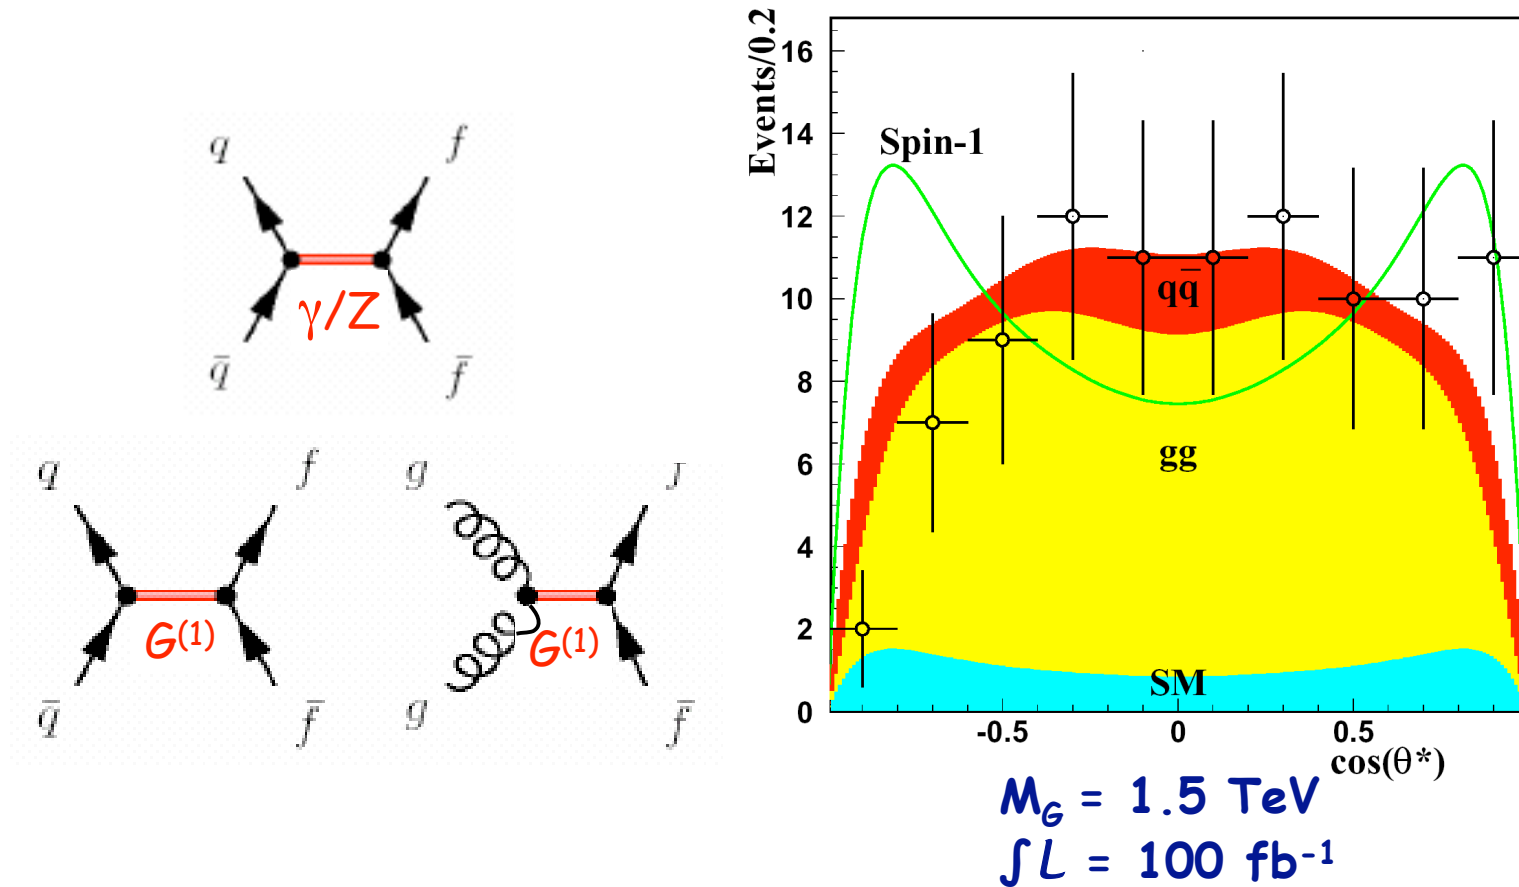 q f
γ/Z
q̄ f̄
q f
G(1)
q̄ f̄
g
G(1)
g f̄
Events/0.2
16
14
12
10
8
6
4
2
0
Spin-1
qq̄
gg
SM
-0.5 0 0.5
cos(θ*)
M_G = 1.5 TeV
∫L = 100 fb⁻¹